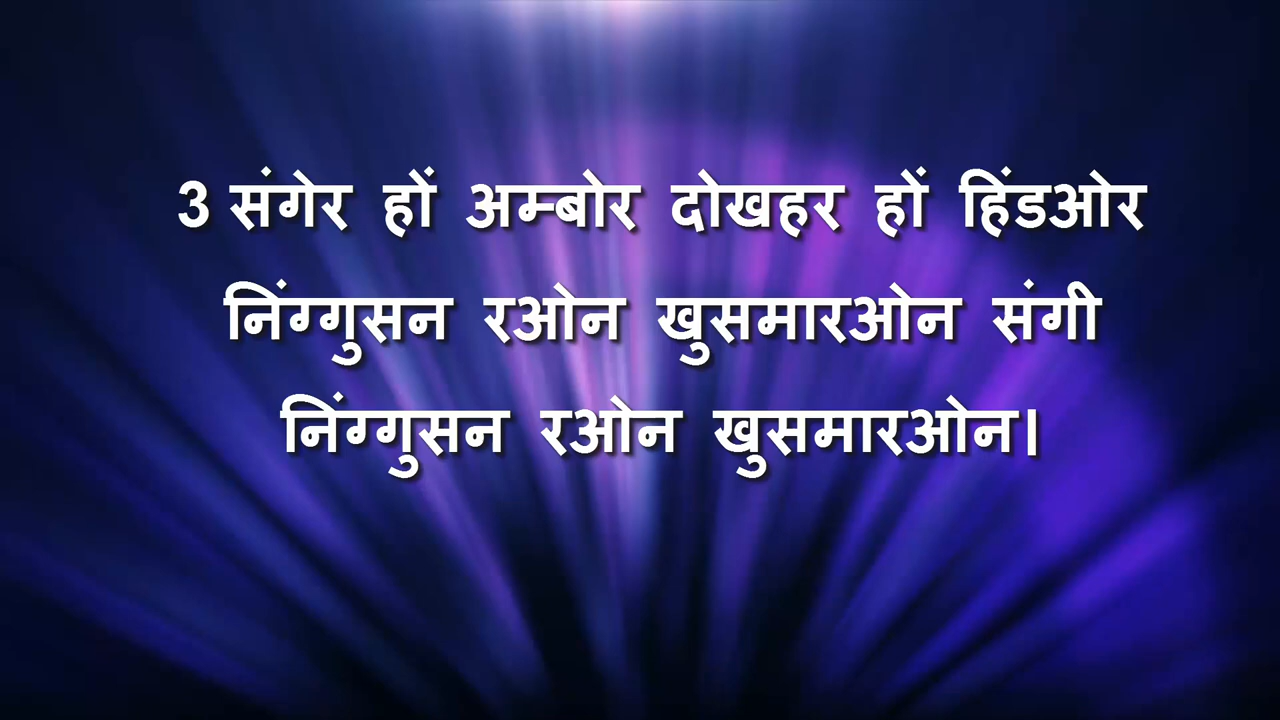 3 संगेर हों अम्बोर दोखहर हों हिंडओर
निंग्गुसन रओन खुसमारओन संगी
निंग्गुसन रओन खुसमारओन।